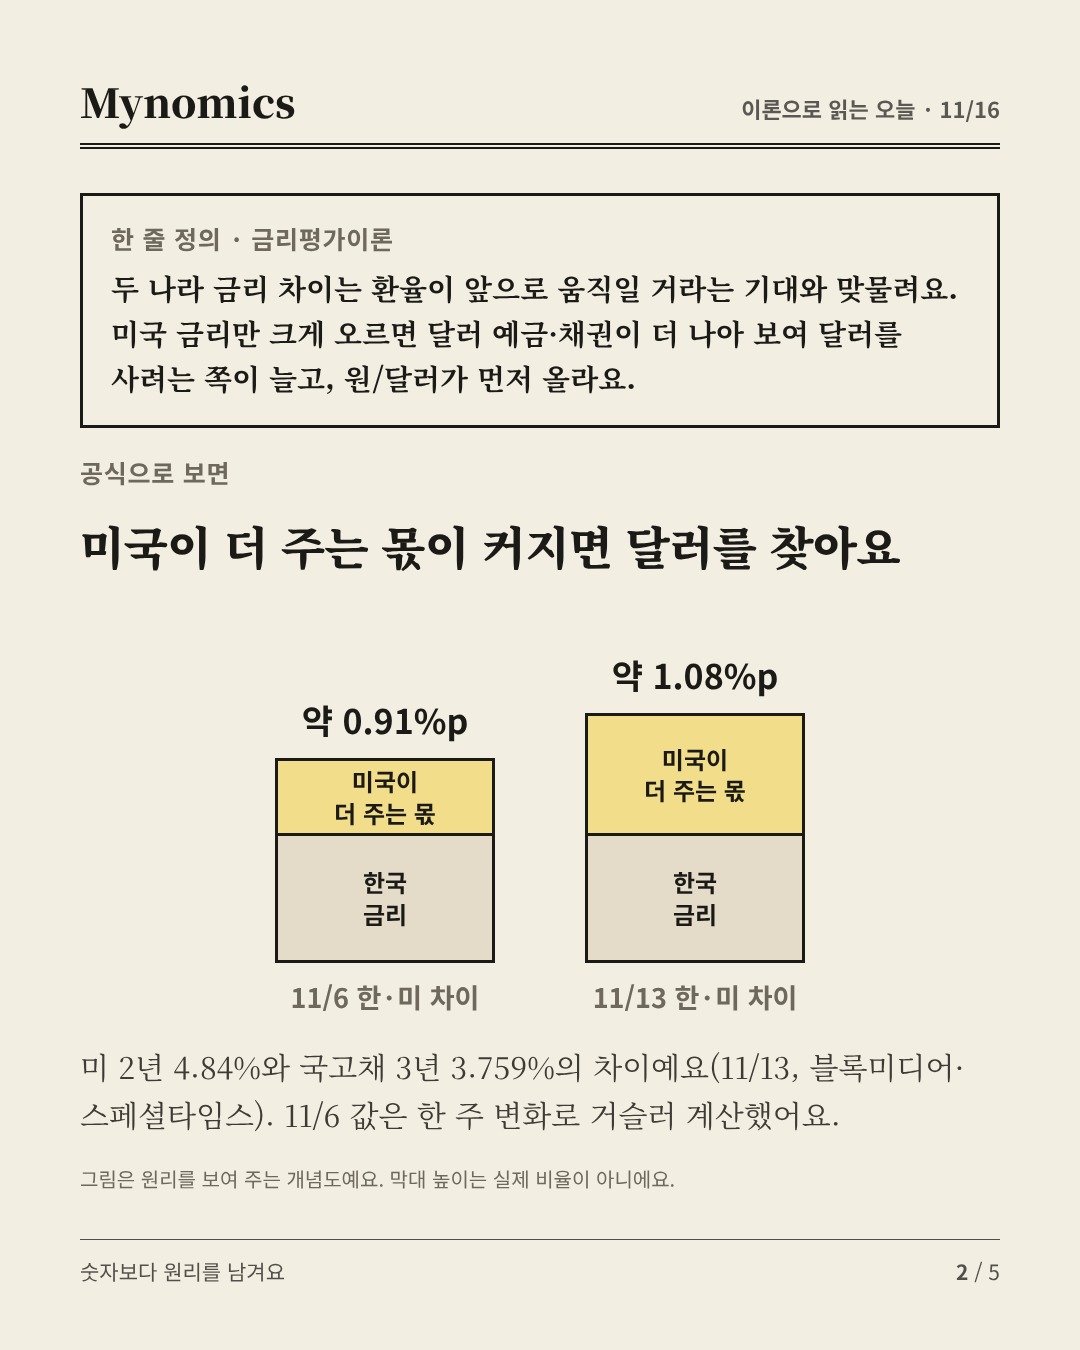 Mynomics
이론으로 읽는 오늘 · 11/16
한 줄 정의 · 금리평가이론
두 나라 금리 차이는 환율이 앞으로 움직일 거라는 기대와 맞물려요.
미국 금리만 크게 오르면 달러 예금·채권이 더 나아 보여 달러를
사려는 쪽이 늘고, 원/달러가 먼저 올라요.
공식으로 보면
미국이 더 주는 몫이 커지면 달러를 찾아요
약 0.91%p
미국이
더 주는 몫
한국
금리
11/6 한·미 차이
약 1.08%p
미국이
더 주는 몫
한국
금리
11/13 한·미 차이
미 2년 4.84%와 국고채 3년 3.759%의 차이예요(11/13, 블록미디어·
스페셜타임스). 11/6 값은 한 주 변화로 거슬러 계산했어요.
그림은 원리를 보여 주는 개념도예요. 막대 높이는 실제 비율이 아니에요.
숫자보다 원리를 남겨요
2 / 5